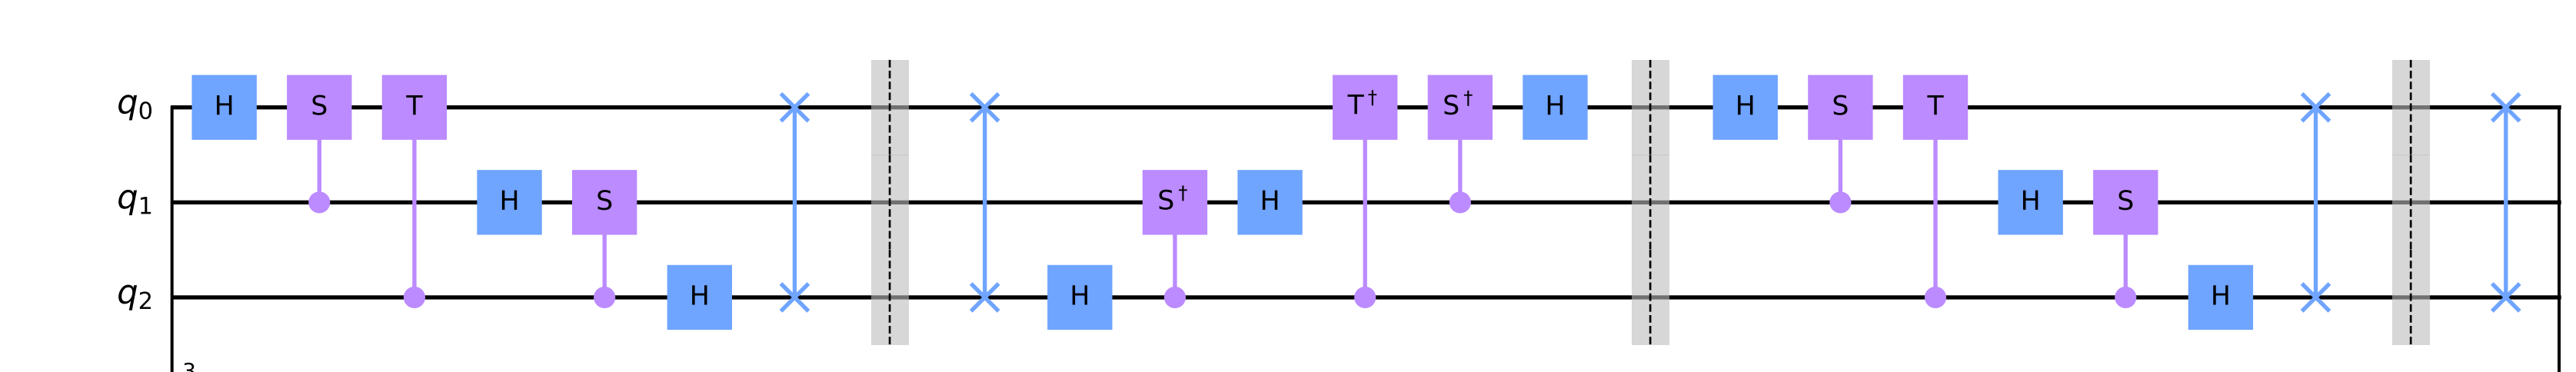 q0 H S T T† S† H H S T
q1 H S S† H H S
q2 H H H
3